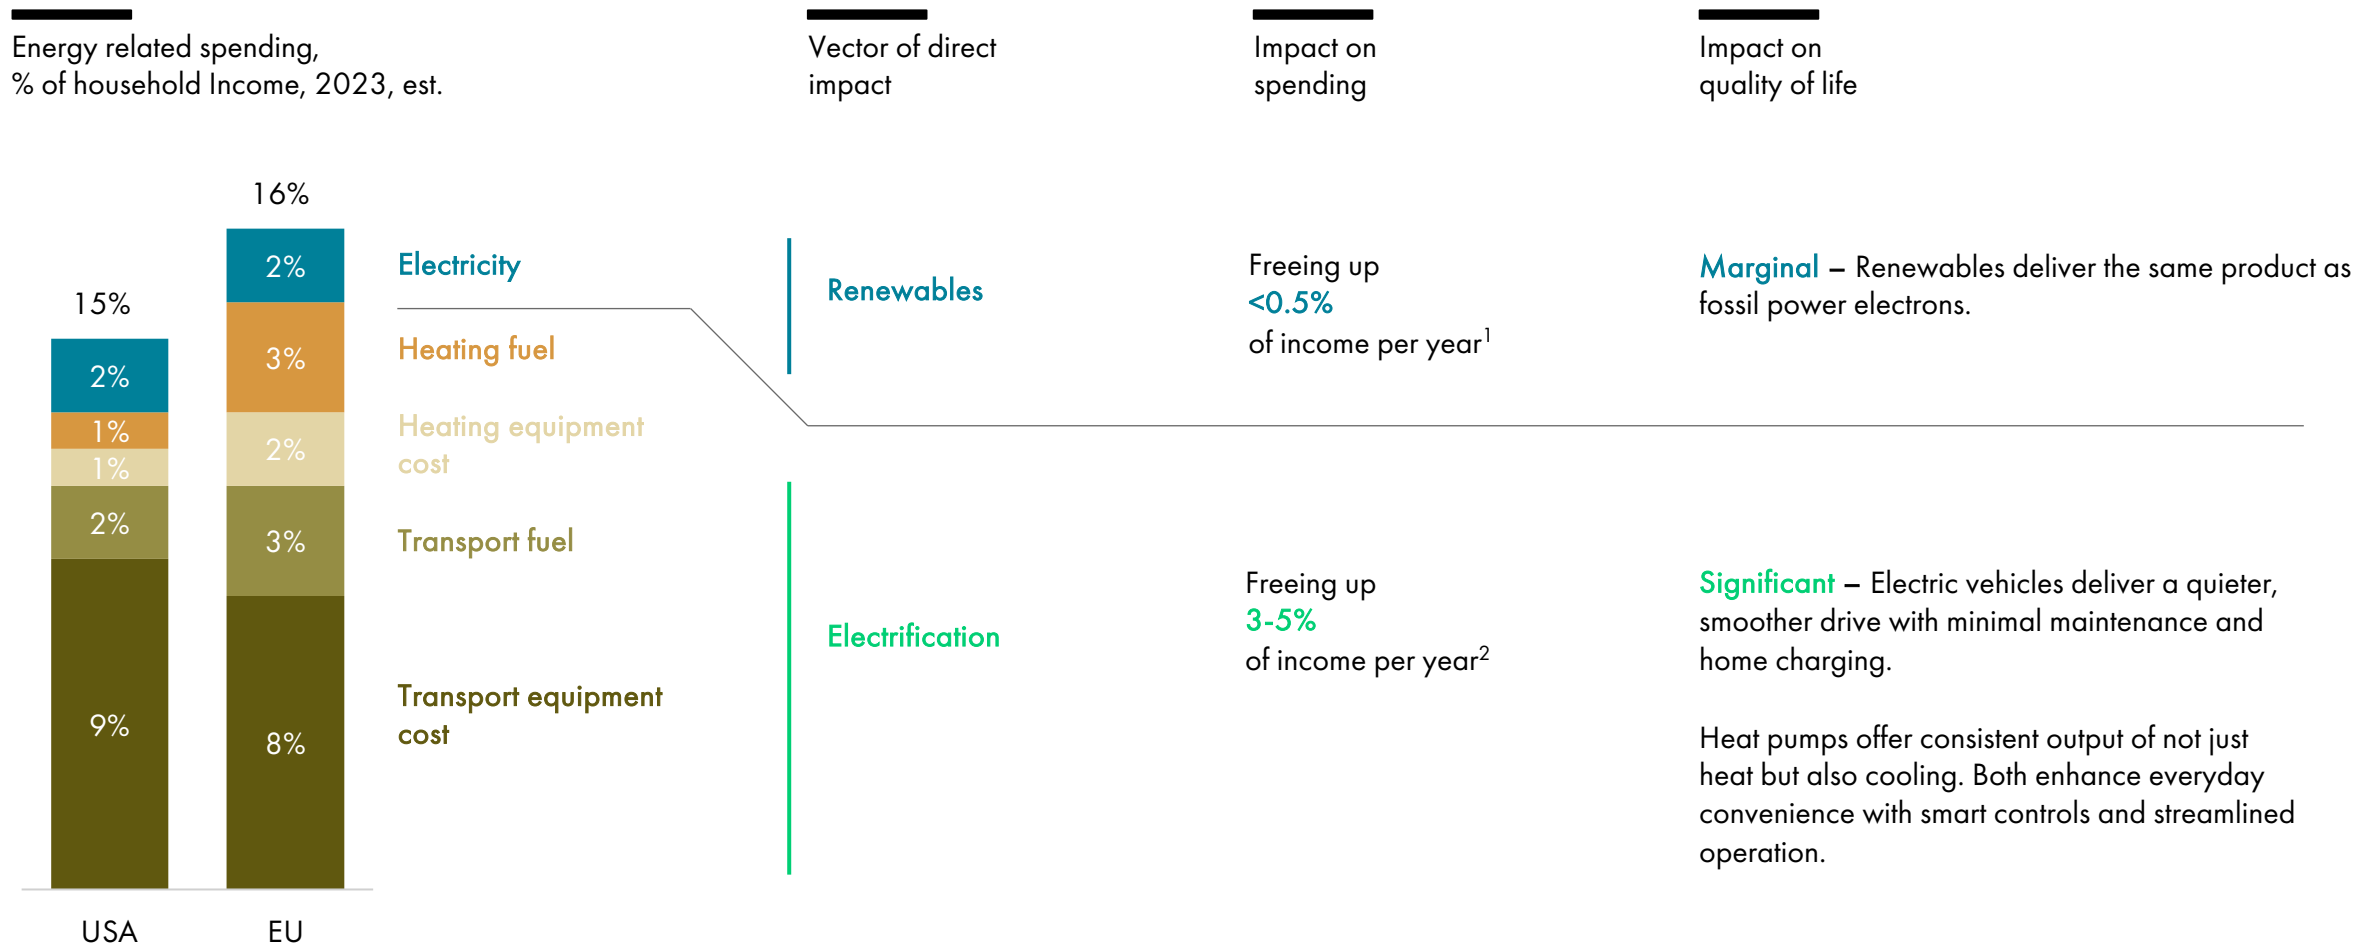 Energy related spending,
% of household Income, 2023, est.
Vector of direct
impact
Impact on
spending
Impact on
quality of life
15%
2%
1%
1%
2%
9%
USA
16%
2%
3%
2%
3%
8%
EU
Electricity
Heating fuel
Heating equipment
cost
Transport fuel
Transport equipment
cost
Renewables
Freeing up
<0.5%
of income per year1
Marginal – Renewables deliver the same product as
fossil power electrons.
Electrification
Freeing up
3-5%
of income per year2
Significant – Electric vehicles deliver a quieter,
smoother drive with minimal maintenance and
home charging.
Heat pumps offer consistent output of not just
heat but also cooling. Both enhance everyday
convenience with smart controls and streamlined
operation.